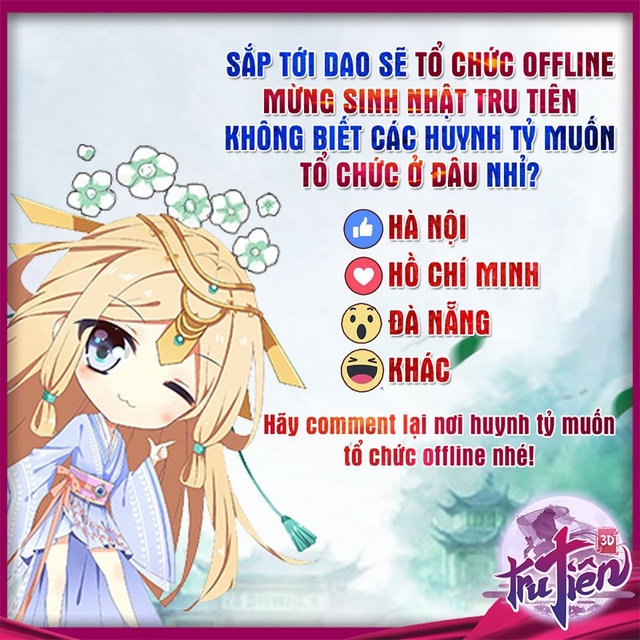 SẮP TỚI DAO SẼ TỔ CHỨC OFFLINE
MỪNG SINH NHẬT TRU TIÊN
KHÔNG BIẾT CÁC HUYNH TỶ MUỐN
TỔ CHỨC Ở ĐÂU NHỈ?
HÀ NỘI
HỒ CHÍ MINH
ĐÀ NẴNG
KHÁC
Hãy comment lại nơi huynh tỷ muốn
tổ chức offline nhé!
Tru Tiên 3D